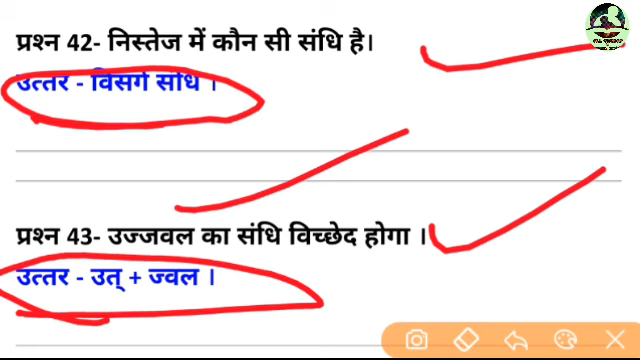 प्रश्न 42- निस्तेज में कौन सी संधि है।
उत्तर - विसर्ग संधि ।
प्रश्न 43- उज्जवल का संधि विच्छेद होगा ।
उत्तर - उत् + ज्वल ।